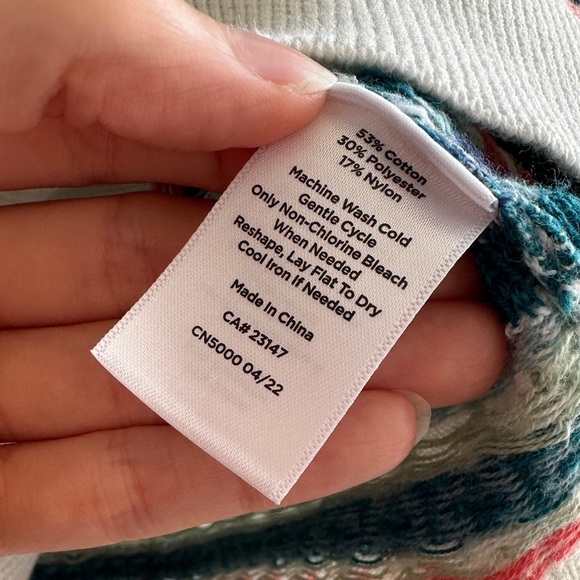 53% Cotton
30% Polyester
17% Nylon
Machine Wash Cold
Gentle Cycle
Only Non-Chlorine Bleach
When Needed
Reshape, Lay Flat To Dry
Cool Iron If Needed
Made In China
CA# 23147
CN5000 04/22